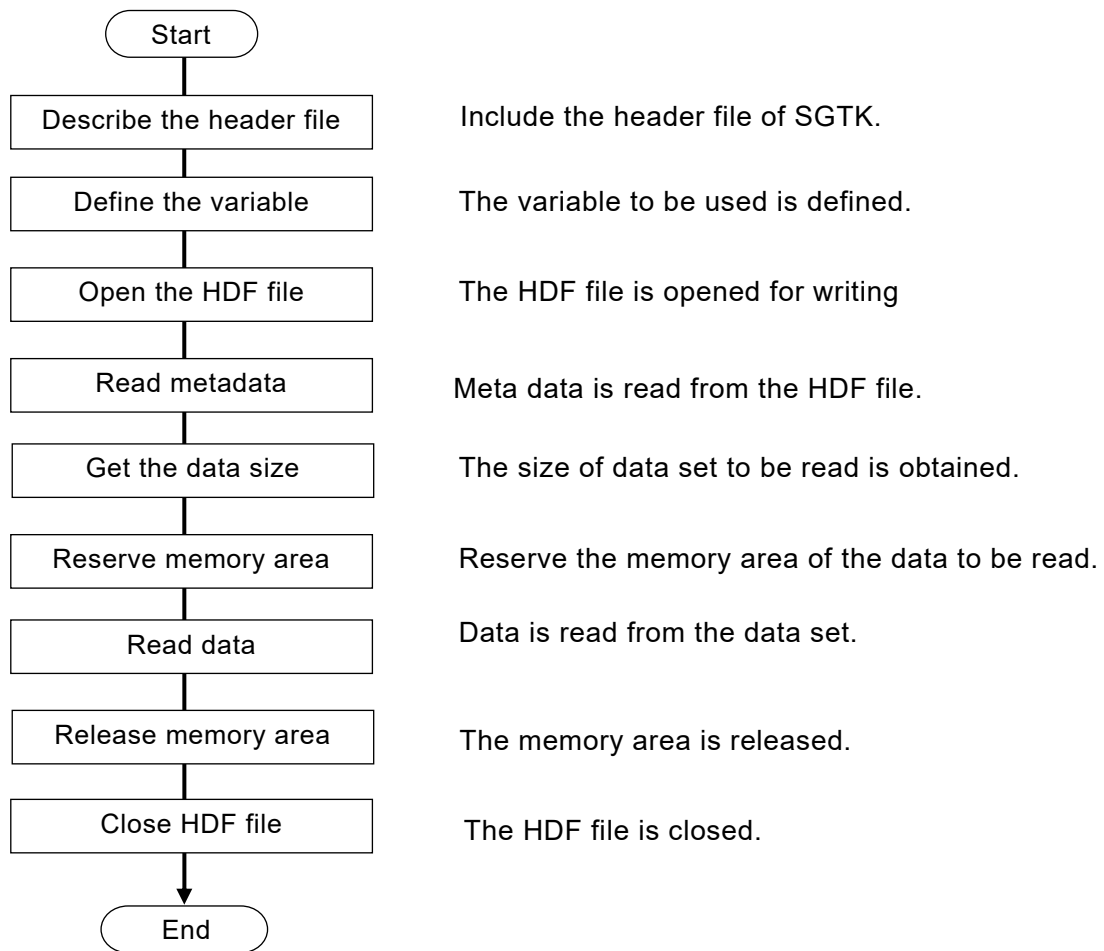 Start
Describe the header file
Include the header file of SGTK.
Define the variable
The variable to be used is defined.
Open the HDF file
The HDF file is opened for writing
Read metadata
Meta data is read from the HDF file.
Get the data size
The size of data set to be read is obtained.
Reserve memory area
Reserve the memory area of the data to be read.
Read data
Data is read from the data set.
Release memory area
The memory area is released.
Close HDF file
The HDF file is closed.
End